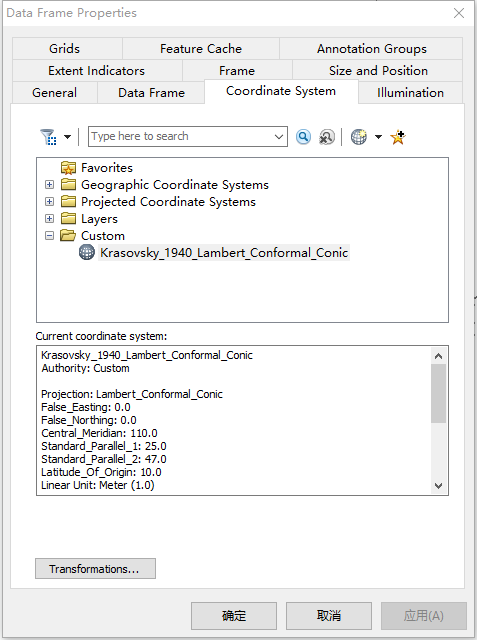 Data Frame Properties
Grids
Feature Cache
Annotation Groups
Extent Indicators
Frame
Size and Position
General
Data Frame
Coordinate System
Illumination
Type here to search
Favorites
Geographic Coordinate Systems
Projected Coordinate Systems
Layers
Custom
Krasovsky_1940_Lambert_Conformal_Conic
Current coordinate system:
Krasovsky_1940_Lambert_Conformal_Conic
Authority: Custom
Projection: Lambert_Conformal_Conic
False_Easting: 0.0
False_Northing: 0.0
Central_Meridian: 110.0
Standard_Parallel_1: 25.0
Standard_Parallel_2: 47.0
Latitude_Of_Origin: 10.0
Linear Unit: Meter (1.0)
Transformations...
确定
取消
应用(A)